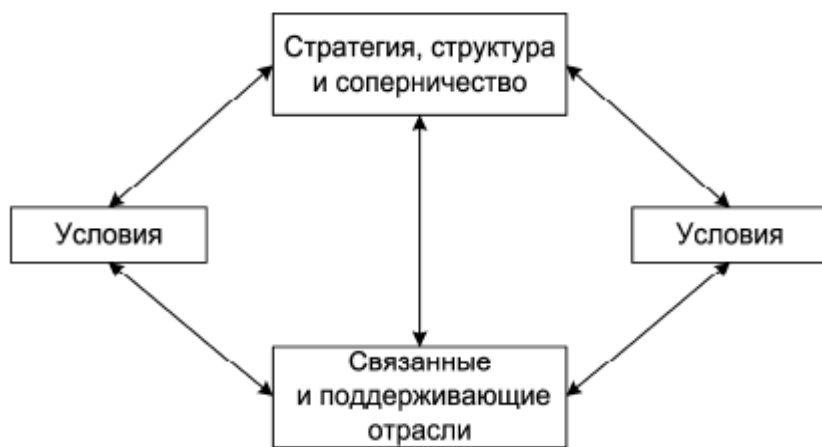 Стратегия, структура
и соперничество
Условия
Условия
Связанные
и поддерживающие
отрасли